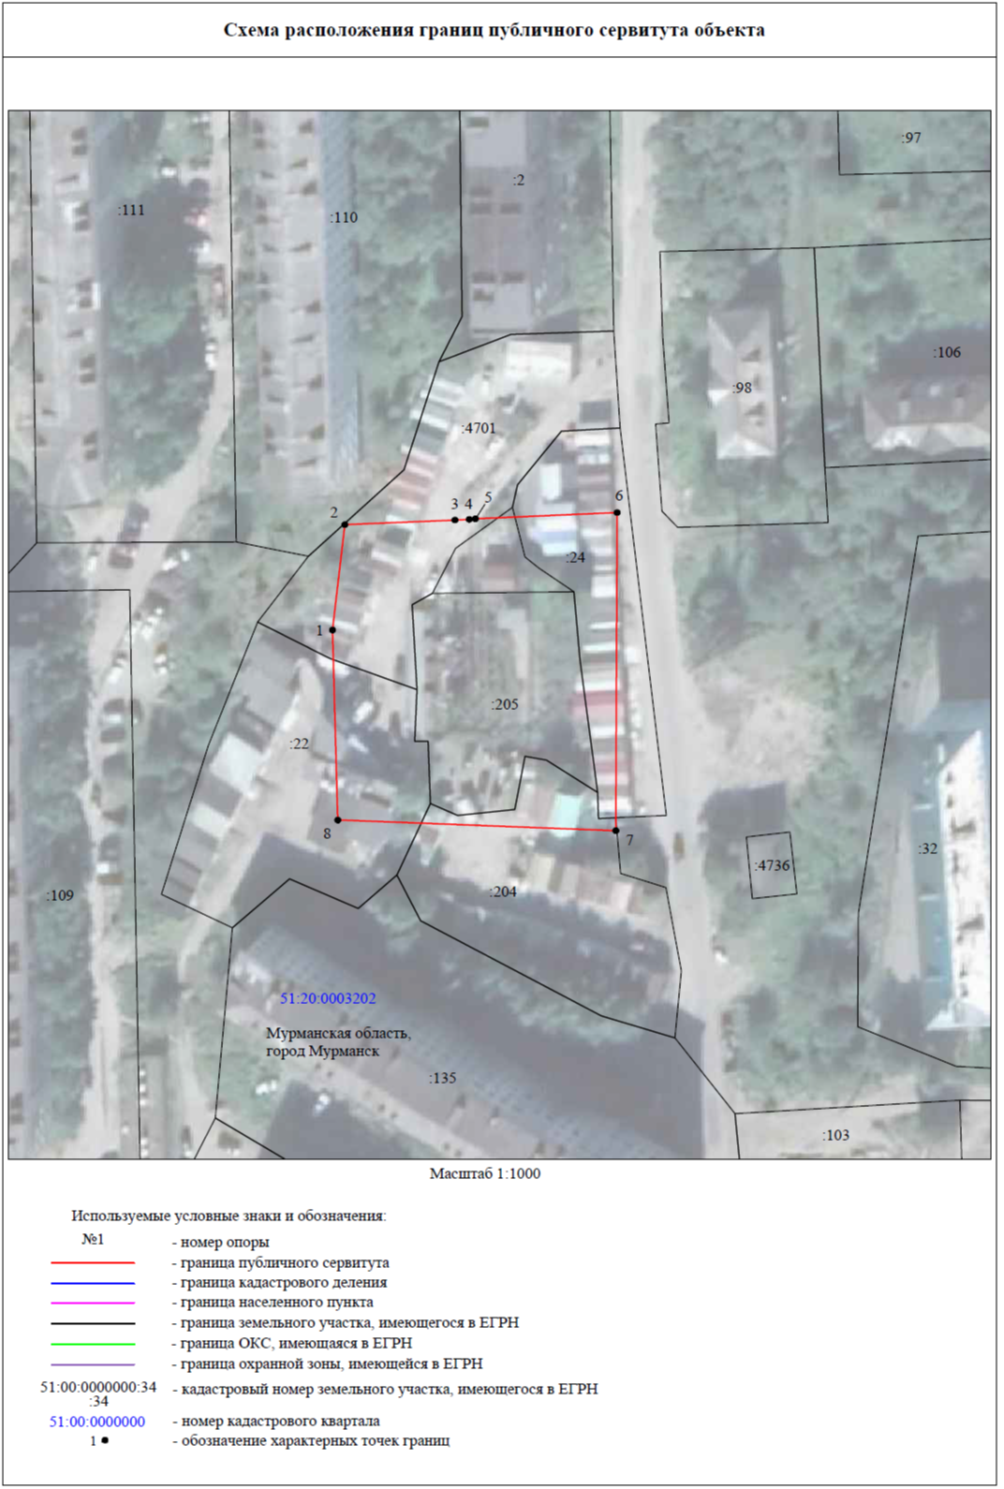 Схема расположения границ публичного сервитута объекта
:97
:2
:111
:110
:106
:98
:4701
3 4 5 6
2
:24
1
:205
:22
8
7
:32
:4736
:109
:204
51:20:0003202
Мурманская область,
город Мурманск
:135
:103
Масштаб 1:1000
Используемые условные знаки и обозначения:
№1 - номер опоры
- граница публичного сервитута
- граница кадастрового деления
- граница населенного пункта
- граница земельного участка, имеющегося в ЕГРН
- граница ОКС, имеющаяся в ЕГРН
- граница охранной зоны, имеющейся в ЕГРН
51:00:0000000:34 - кадастровый номер земельного участка, имеющегося в ЕГРН
:34
51:00:0000000 - номер кадастрового квартала
1 - обозначение характерных точек границ